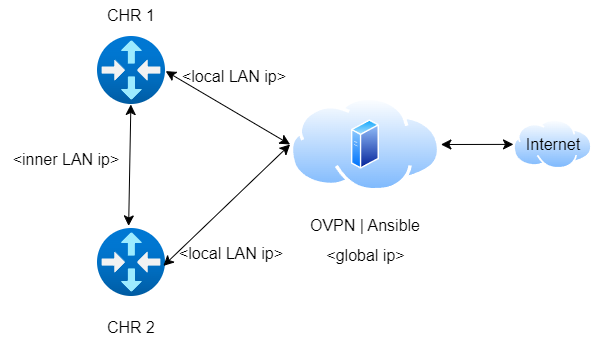 CHR 1
<local LAN ip>
<inner LAN ip>
Internet
OVPN | Ansible
<local LAN ip>
<global ip>
CHR 2